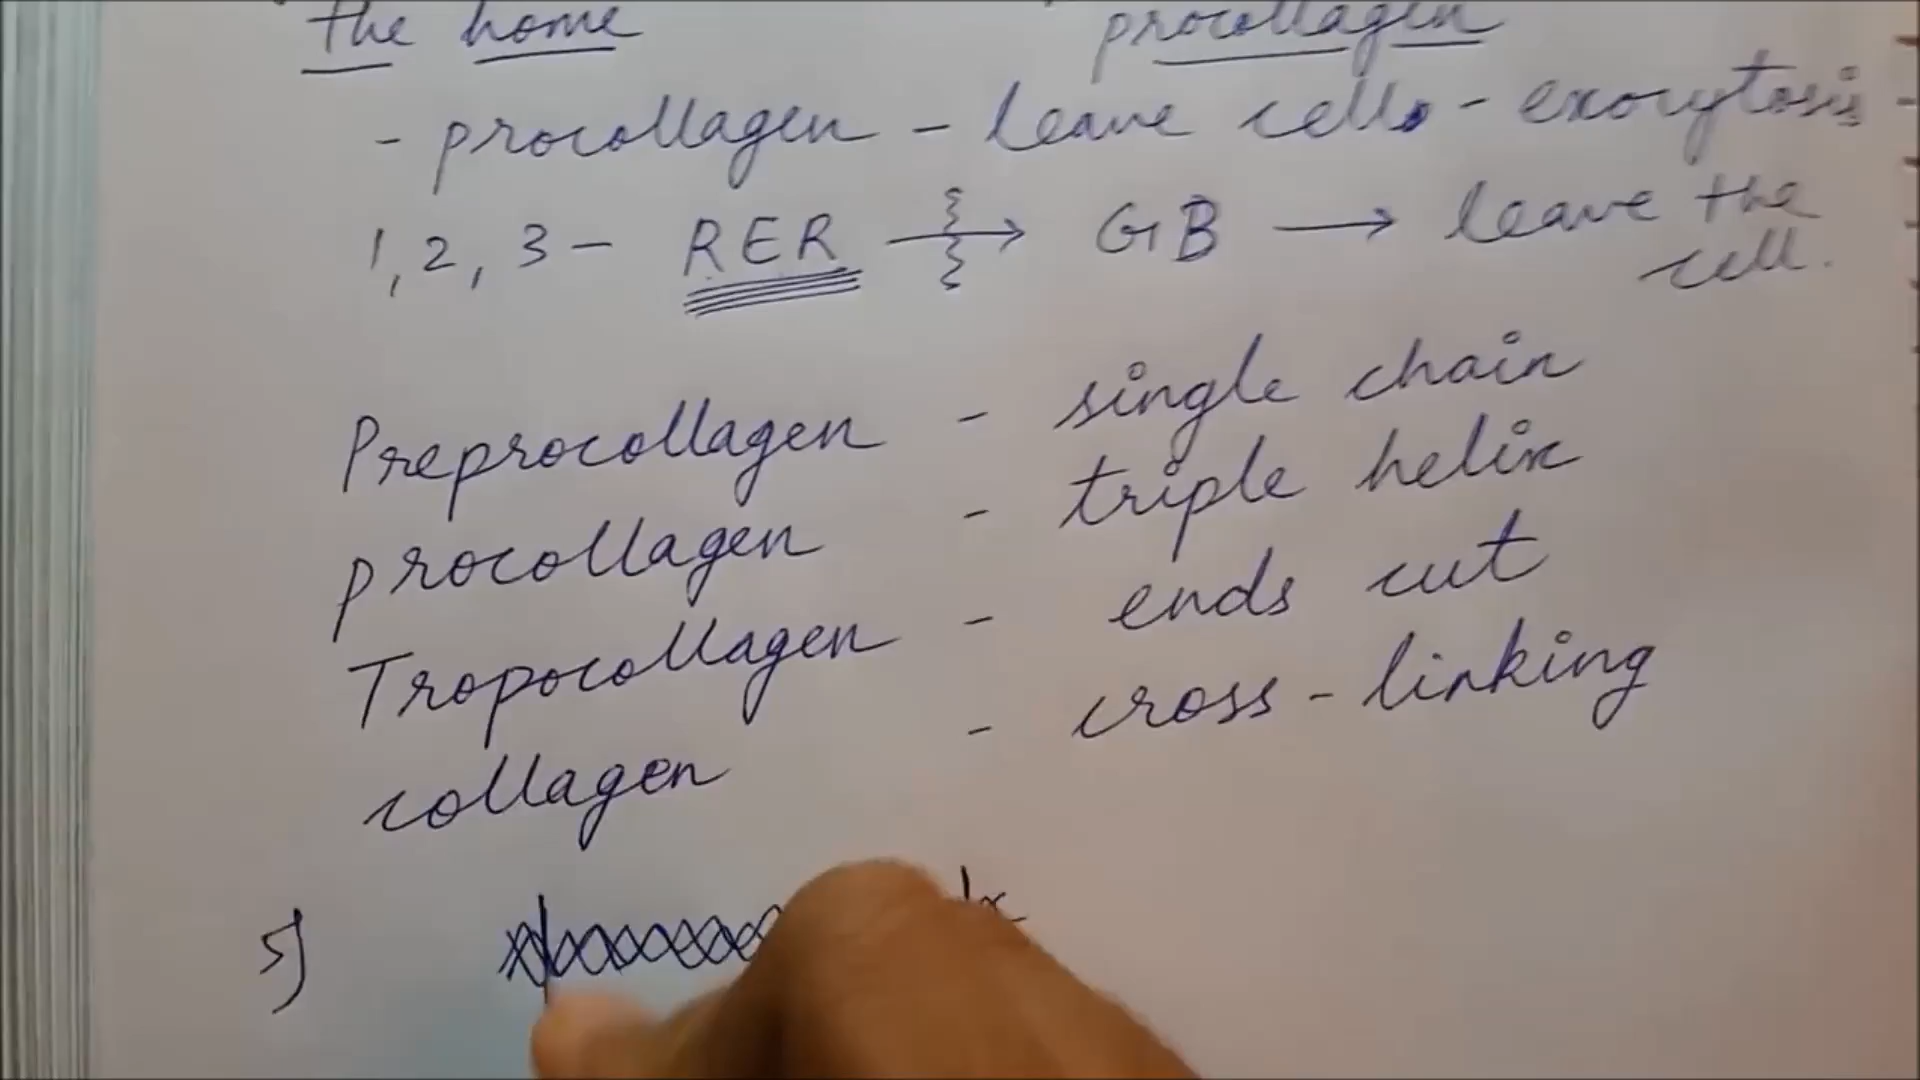 the home procollagen
- procollagen - leave cell - exocytosis
1, 2, 3 - RER → GB → leave the
cell.
Preprocollagen - single chain
procollagen - triple helix
Tropocollagen - ends cut
collagen - cross-linking
5)